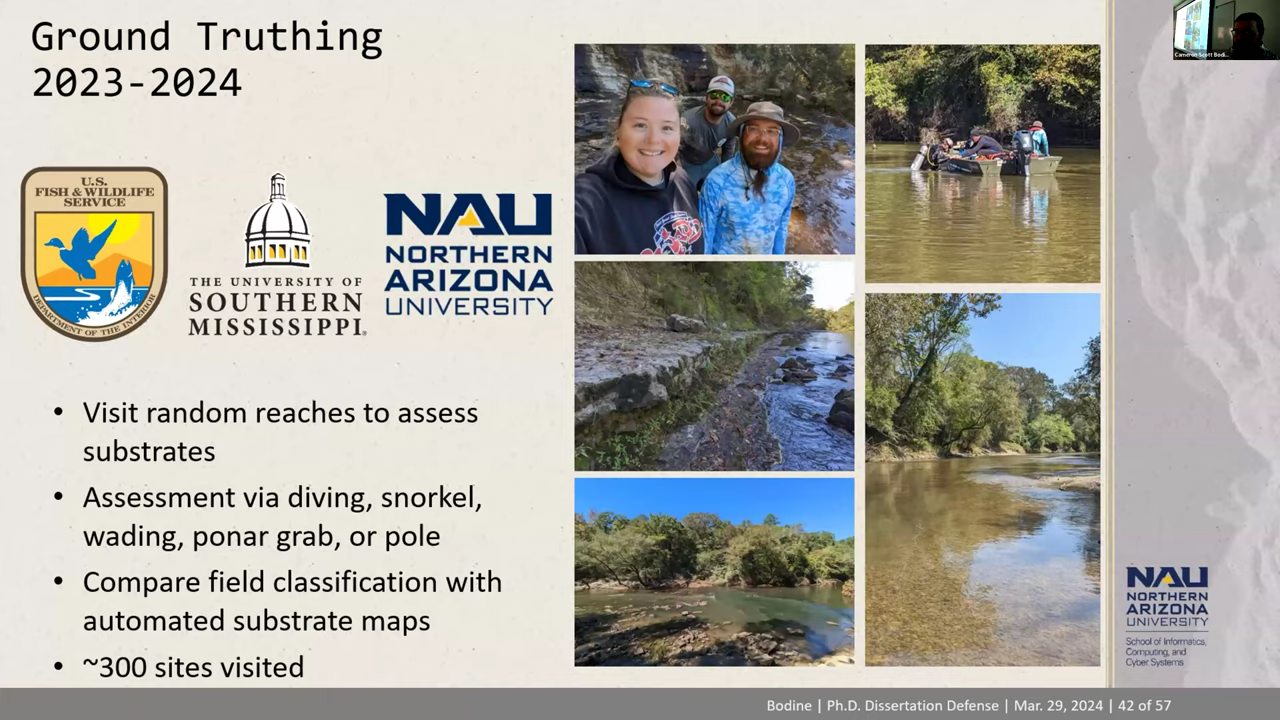 Ground Truthing
2023-2024
U.S.
FISH & WILDLIFE
SERVICE
DEPARTMENT OF THE INTERIOR
THE UNIVERSITY OF
SOUTHERN
MISSISSIPPI®
NAU
NORTHERN
ARIZONA
UNIVERSITY
• Visit random reaches to assess
substrates
• Assessment via diving, snorkel,
wading, ponar grab, or pole
• Compare field classification with
automated substrate maps
• ~300 sites visited
Cameron Scott Bodi...
NAU
NORTHERN
ARIZONA
UNIVERSITY
School of Informatics,
Computing, and
Cyber Systems
Bodine | Ph.D. Dissertation Defense | Mar. 29, 2024 | 42 of 57